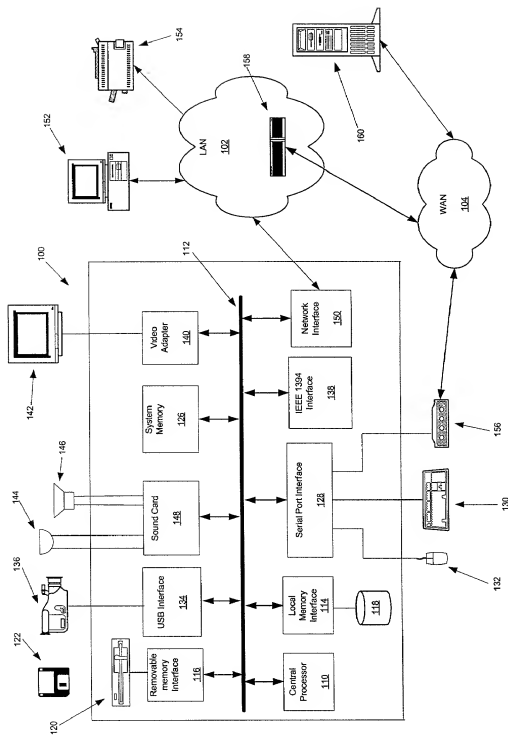 100
142
146
144
136
122
120
Video
Adapter
140
System
Memory
126
Sound Card
148
USB Interface
134
Removable
memory
Interface
116
112
Network
Interface
150
IEEE 1394
Interface
138
Serial Port Interface
128
Local
Memory
Interface
114
118
Central
Processor
110
132
130
156
152
154
LAN
102
158
WAN
104
160